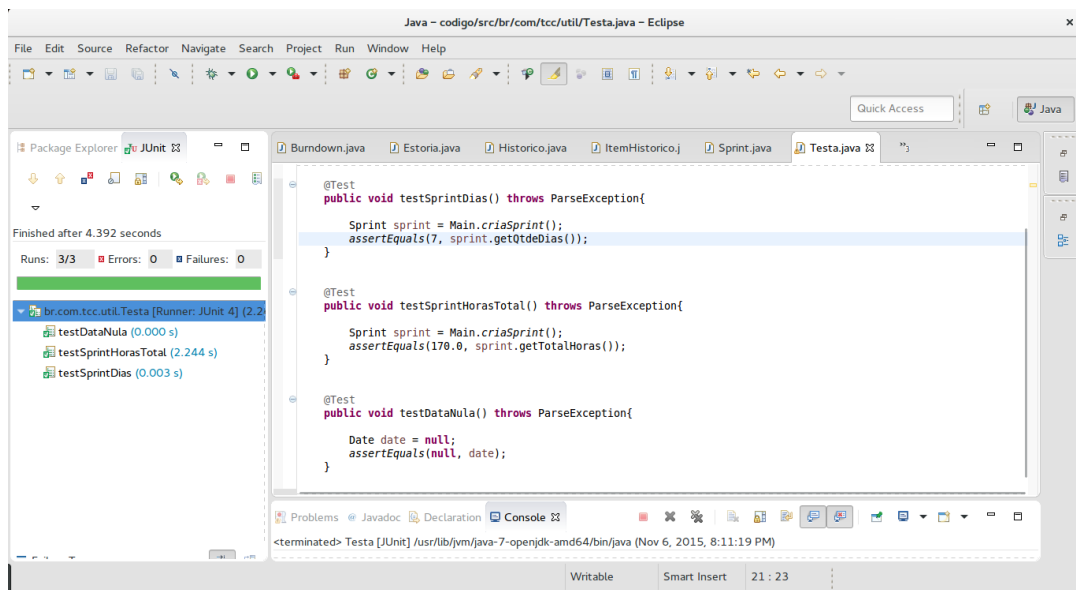 Java – codigo/src/br/com/tcc/util/Testa.java – Eclipse
File Edit Source Refactor Navigate Search Project Run Window Help
Quick Access
Java
Package Explorer
JUnit
Finished after 4.392 seconds
Runs: 3/3 Errors: 0 Failures: 0
br.com.tcc.util.Testa [Runner: JUnit 4] (2.2
testDataNula (0.000 s)
testSprintHorasTotal (2.244 s)
testSprintDias (0.003 s)
Burndown.java Estoria.java Historico.java ItemHistorico.j Sprint.java Testa.java »3
@Test
public void testSprintDias() throws ParseException{
Sprint sprint = Main.criaSprint();
assertEquals(7, sprint.getQtdeDias());
}
@Test
public void testSprintHorasTotal() throws ParseException{
Sprint sprint = Main.criaSprint();
assertEquals(170.0, sprint.getTotalHoras());
}
@Test
public void testDataNula() throws ParseException{
Date date = null;
assertEquals(null, date);
}
Problems Javadoc Declaration Console
<terminated> Testa [JUnit] /usr/lib/jvm/java-7-openjdk-amd64/bin/java (Nov 6, 2015, 8:11:19 PM)
Writable Smart Insert 21 : 23